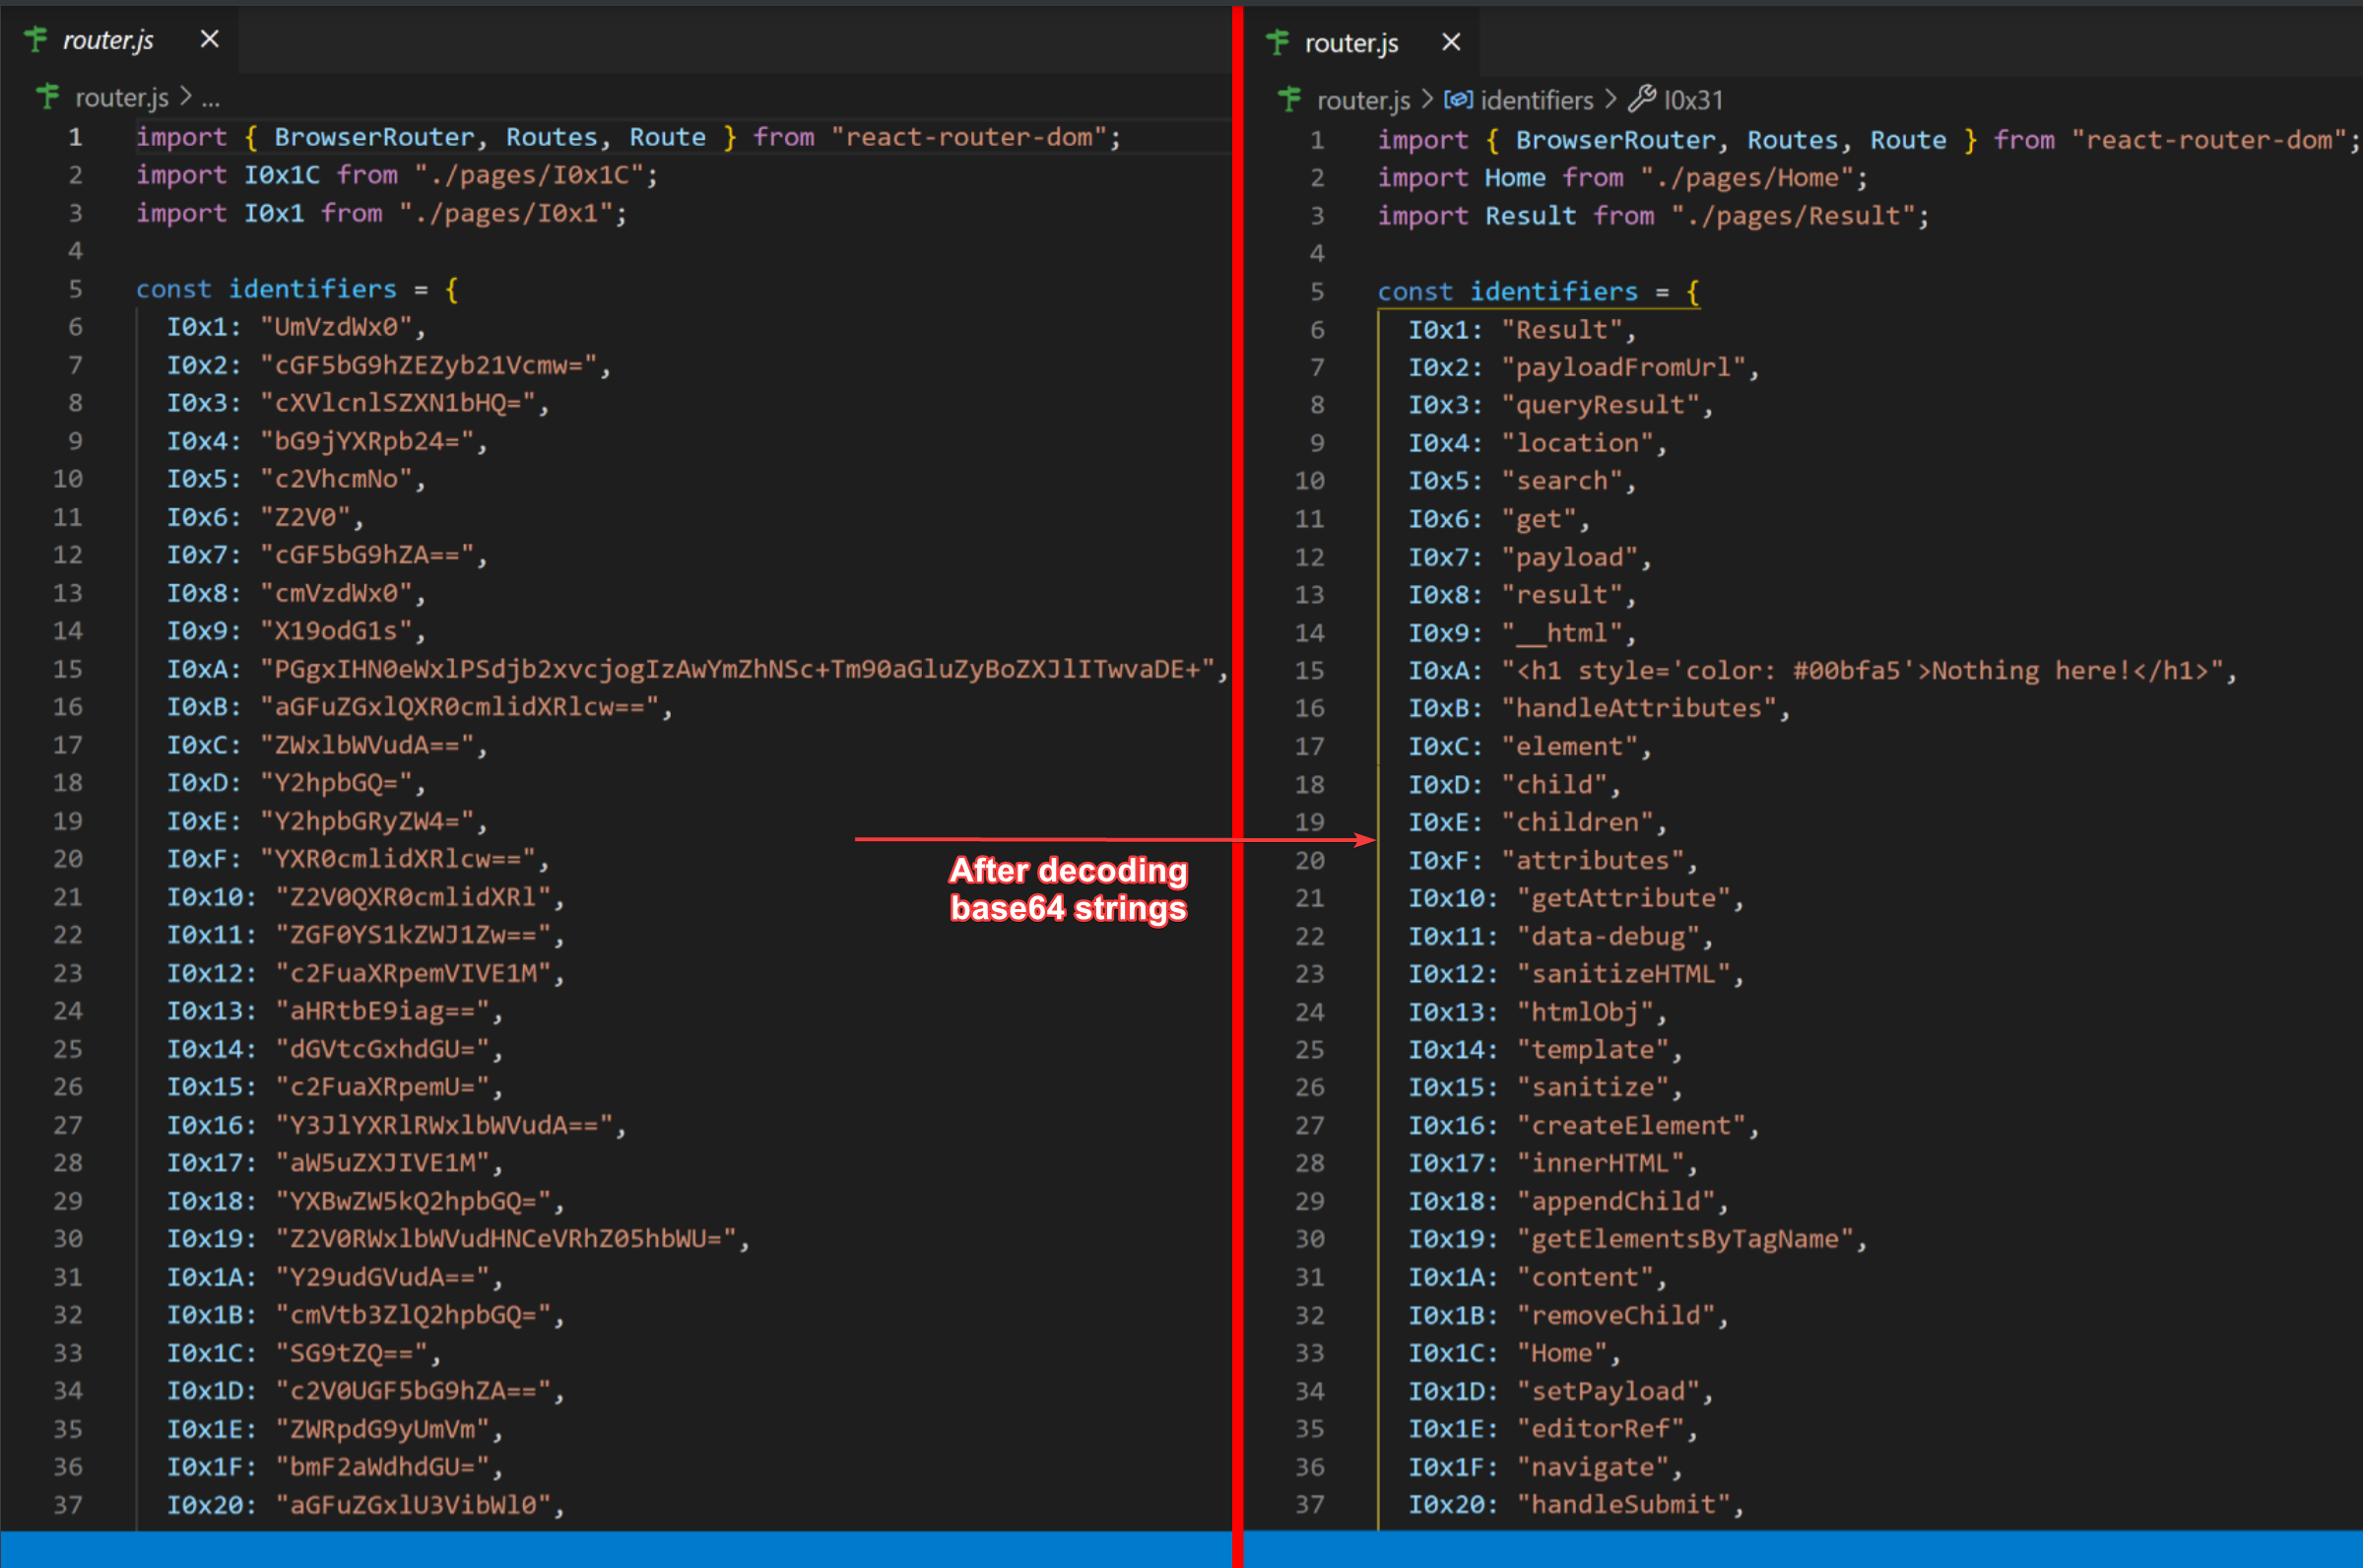 router.js ×
router.js > ...
1 import { BrowserRouter, Routes, Route } from "react-router-dom";
2 import I0x1C from "./pages/I0x1C";
3 import I0x1 from "./pages/I0x1";
4
5 const identifiers = {
6 I0x1: "UmVzdWx0",
7 I0x2: "cGF5bG9hZEZyb21Vcmw=",
8 I0x3: "cXVlcnlSZXN1bHQ=",
9 I0x4: "bG9jYXRpb24=",
10 I0x5: "c2VhcmNo",
11 I0x6: "Z2V0",
12 I0x7: "cGF5bG9hZA==",
13 I0x8: "cmVzdWx0",
14 I0x9: "X19odG1s",
15 I0xA: "PGgxIHN0eWxlPSdjb2xvcjogIzAwYmZhNSc+Tm90aGluZyBoZXJlITwvaDE+",
16 I0xB: "aGFuZGxlQXR0cmlidXRlcw==",
17 I0xC: "ZWxlbWVudA==",
18 I0xD: "Y2hpbGQ=",
19 I0xE: "Y2hpbGRyZW4=",
20 I0xF: "YXR0cmlidXRlcw==",
21 I0x10: "Z2V0QXR0cmlidXRl",
22 I0x11: "ZGF0YS1kZWJ1Zw==",
23 I0x12: "c2FuaXRpemVIVE1M",
24 I0x13: "aHRtbE9iag==",
25 I0x14: "dGVtcGxhdGU=",
26 I0x15: "c2FuaXRpemU=",
27 I0x16: "Y3JlYXRlRWxlbWVudA==",
28 I0x17: "aW5uZXJIVE1M",
29 I0x18: "YXBwZW5kQ2hpbGQ=",
30 I0x19: "Z2V0RWxlbWVudHNCeVRhZ05hbWU=",
31 I0x1A: "Y29udGVudA==",
32 I0x1B: "cmVtb3ZlQ2hpbGQ=",
33 I0x1C: "SG9tZQ==",
34 I0x1D: "c2V0UGF5bG9hZA==",
35 I0x1E: "ZWRpdG9yUmVm",
36 I0x1F: "bmF2aWdhdGU=",
37 I0x20: "aGFuZGxlU3VibWl0",
After decoding
base64 strings
router.js ×
router.js > identifiers > I0x31
1 import { BrowserRouter, Routes, Route } from "react-router-dom";
2 import Home from "./pages/Home";
3 import Result from "./pages/Result";
4
5 const identifiers = {
6 I0x1: "Result",
7 I0x2: "payloadFromUrl",
8 I0x3: "queryResult",
9 I0x4: "location",
10 I0x5: "search",
11 I0x6: "get",
12 I0x7: "payload",
13 I0x8: "result",
14 I0x9: "__html",
15 I0xA: "<h1 style='color: #00bfa5'>Nothing here!</h1>",
16 I0xB: "handleAttributes",
17 I0xC: "element",
18 I0xD: "child",
19 I0xE: "children",
20 I0xF: "attributes",
21 I0x10: "getAttribute",
22 I0x11: "data-debug",
23 I0x12: "sanitizeHTML",
24 I0x13: "htmlObj",
25 I0x14: "template",
26 I0x15: "sanitize",
27 I0x16: "createElement",
28 I0x17: "innerHTML",
29 I0x18: "appendChild",
30 I0x19: "getElementsByTagName",
31 I0x1A: "content",
32 I0x1B: "removeChild",
33 I0x1C: "Home",
34 I0x1D: "setPayload",
35 I0x1E: "editorRef",
36 I0x1F: "navigate",
37 I0x20: "handleSubmit",